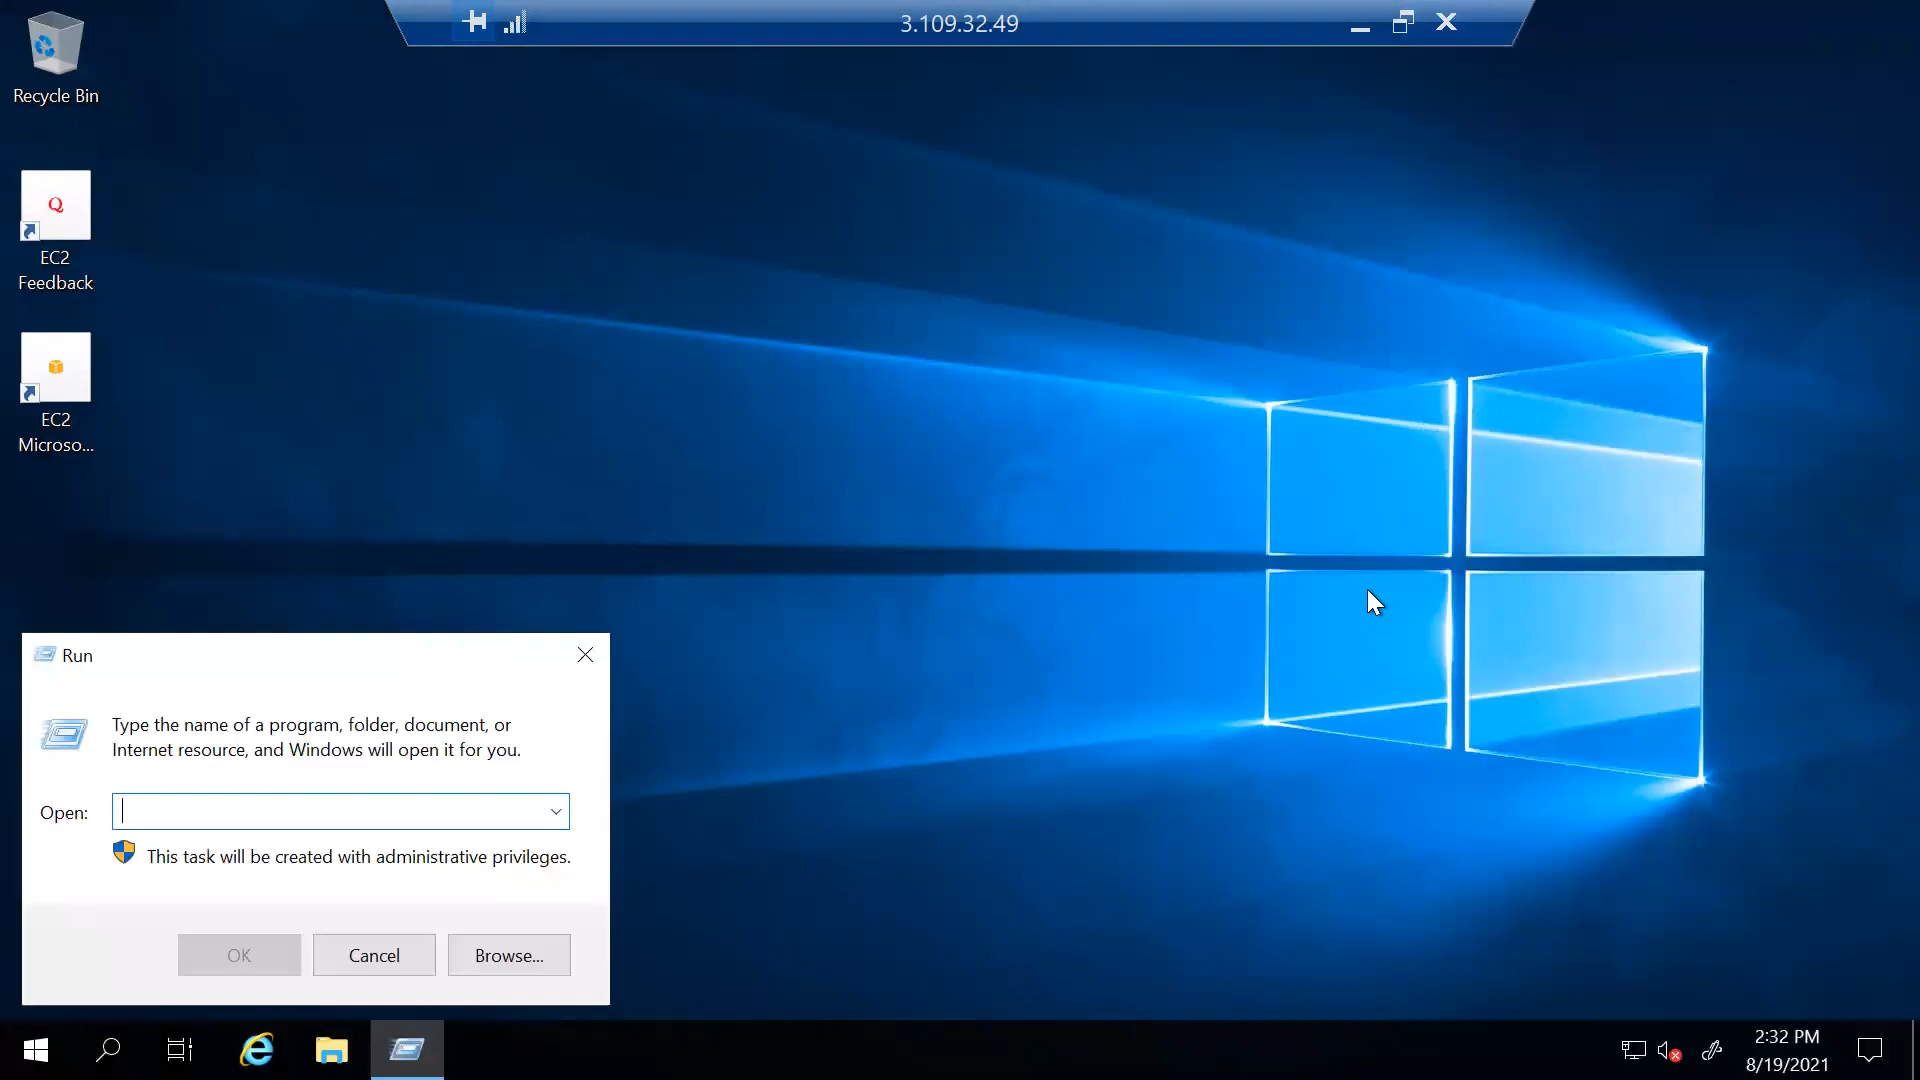 3.109.32.49
Recycle Bin
Q
EC2
Feedback
EC2
Microso...
Run
Type the name of a program, folder, document, or
Internet resource, and Windows will open it for you.
Open:
This task will be created with administrative privileges.
OK
Cancel
Browse...
2:32 PM
8/19/2021